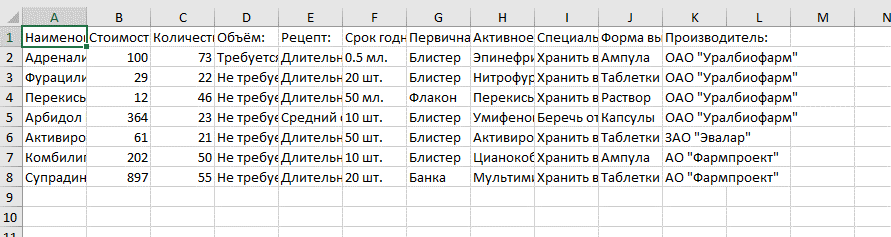 A B C D E F G H I J K L M N
1 Наименов Стоимост Количест Объём: Рецепт: Срок годн Первична Активное Специаль Форма вы Производитель:
2 Адренали 100 73 Требуется Длительн 0.5 мл. Блистер Эпинефри Хранить в Ампула ОАО "Уралбиофарм"
3 Фурацили 29 22 Не требуе Длительн 20 шт. Блистер Нитрофур Хранить в Таблетки ОАО "Уралбиофарм"
4 Перекись 12 46 Не требуе Длительн 50 мл. Флакон Перекись Хранить в Раствор ОАО "Уралбиофарм"
5 Арбидол 364 23 Не требуе Средний 10 шт. Блистер Умифенов Беречь от Капсулы ОАО "Уралбиофарм"
6 Активиро 61 21 Не требуе Длительн 50 шт. Блистер Активиро Хранить в Таблетки ЗАО "Эвалар"
7 Комбилип 202 50 Не требуе Длительн 10 шт. Блистер Цианокоб Хранить в Ампула АО "Фармпроект"
8 Супрадин 897 55 Не требуе Длительн 20 шт. Банка Мультими Хранить в Таблетки АО "Фармпроект"
9
10
11